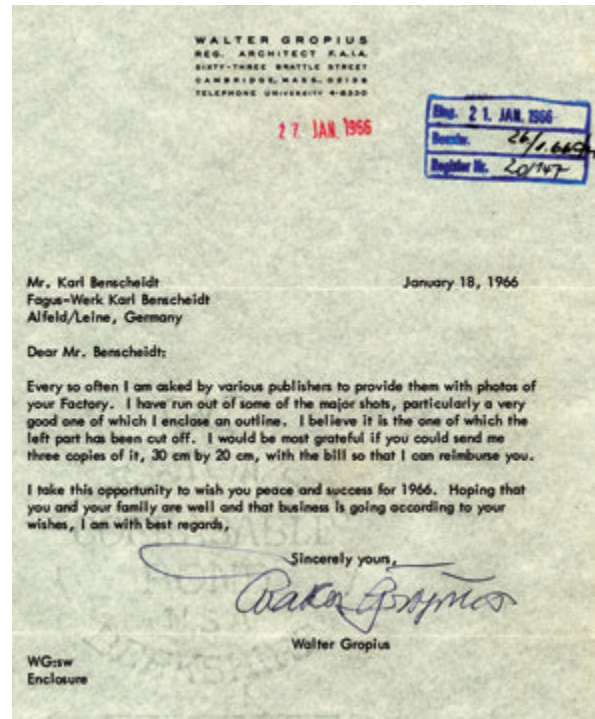 WALTER GROPIUS
REG. ARCHITECT F.A.I.A.
SIXTY-THREE BRATTLE STREET
CAMBRIDGE, MASS. 02138
TELEPHONE UNIVERSITY 4-8330
27 JAN 1966
Eing. 21. JAN. 1966
Register Nr. 20/147
Mr. Karl Benscheidt
January 18, 1966
Fagus-Werk Karl Benscheidt
Alfeld/Leine, Germany
Dear Mr. Benscheidt:
Every so often I am asked by various publishers to provide them with photos of
your Factory. I have run out of some of the major shots, particularly a very
good one of which I enclose an outline. I believe it is the one of which the
left part has been cut off. I would be most grateful if you could send me
three copies of it, 30 cm by 20 cm, with the bill so that I can reimburse you.
I take this opportunity to wish you peace and success for 1966. Hoping that
you and your family are well and that business is going according to your
wishes, I am with best regards,
Sincerely yours,
Walter Gropius
Walter Gropius
WG:sw
Enclosure